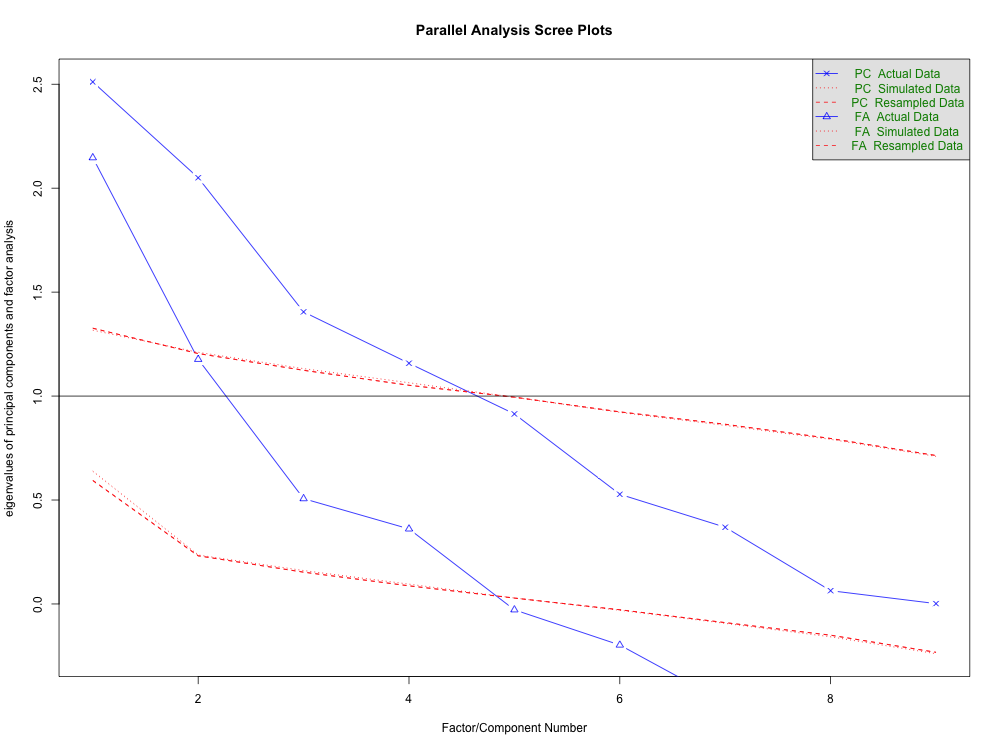 Parallel Analysis Scree Plots
PC Actual Data
PC Simulated Data
PC Resampled Data
FA Actual Data
FA Simulated Data
FA Resampled Data
eigenvalues of principal components and factor analysis
2.5
2.0
1.5
1.0
0.5
0.0
2 4 6 8
Factor/Component Number